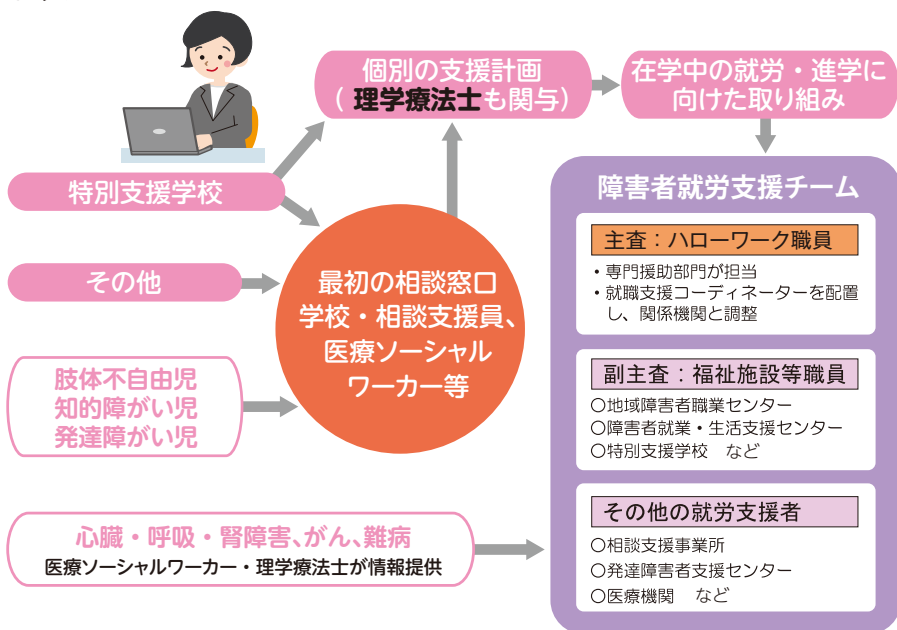 個別の支援計画
(理学療法士も関与)
在学中の就労・進学に
向けた取り組み
特別支援学校
その他
肢体不自由児
知的障がい児
発達障がい児
最初の相談窓口
学校・相談支援員、
医療ソーシャル
ワーカー等
心臓・呼吸・腎障害、がん、難病
医療ソーシャルワーカー・理学療法士が情報提供
障害者就労支援チーム
主査：ハローワーク職員
・専門援助部門が担当
・就職支援コーディネーターを配置
し、関係機関と調整
副主査：福祉施設等職員
○地域障害者職業センター
○障害者就業・生活支援センター
○特別支援学校 など
その他の就労支援者
○相談支援事業所
○発達障害者支援センター
○医療機関 など